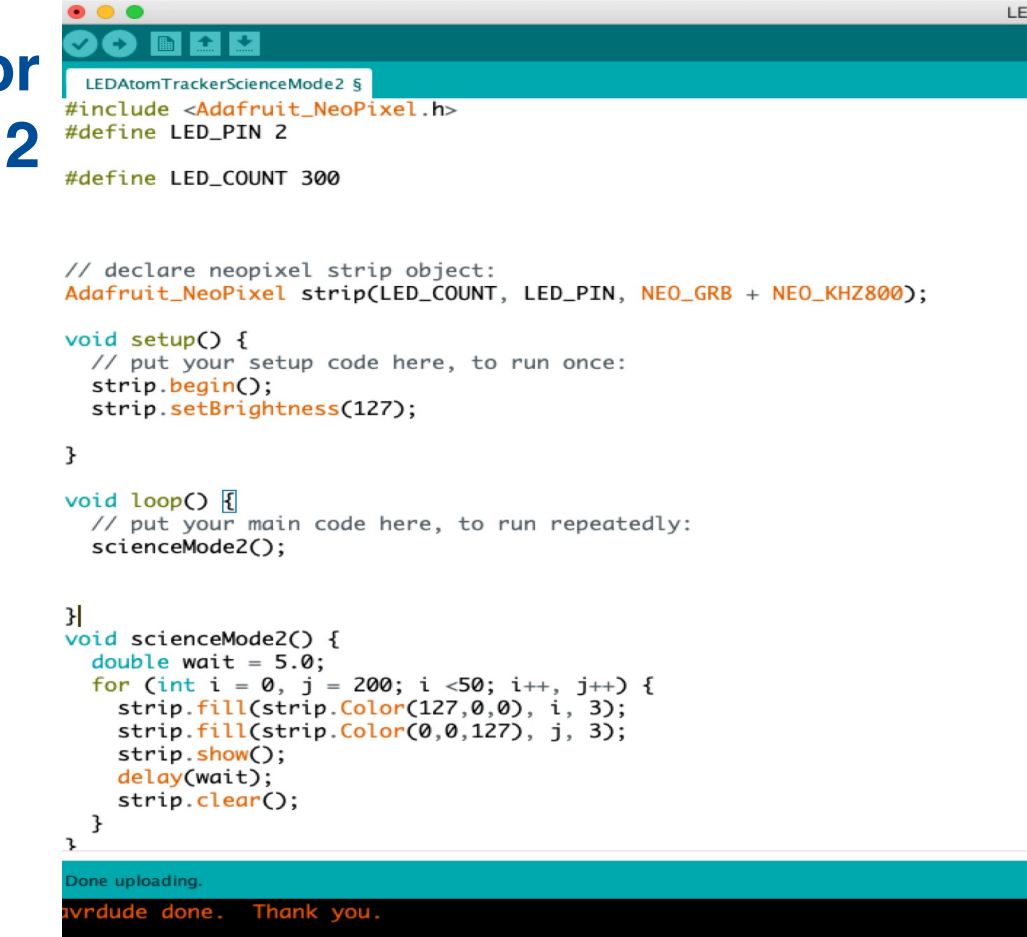 or
2
LE
LEDAtomTrackerScienceMode2 §
#include <Adafruit_NeoPixel.h>
#define LED_PIN 2
#define LED_COUNT 300
// declare neopixel strip object:
Adafruit_NeoPixel strip(LED_COUNT, LED_PIN, NEO_GRB + NEO_KHZ800);
void setup() {
  // put your setup code here, to run once:
  strip.begin();
  strip.setBrightness(127);
}
void loop() {
  // put your main code here, to run repeatedly:
  scienceMode2();
}
void scienceMode2() {
  double wait = 5.0;
  for (int i = 0, j = 200; i <50; i++, j++) {
    strip.fill(strip.Color(127,0,0), i, 3);
    strip.fill(strip.Color(0,0,127), j, 3);
    strip.show();
    delay(wait);
    strip.clear();
  }
}
Done uploading.
avrdude done.  Thank you.